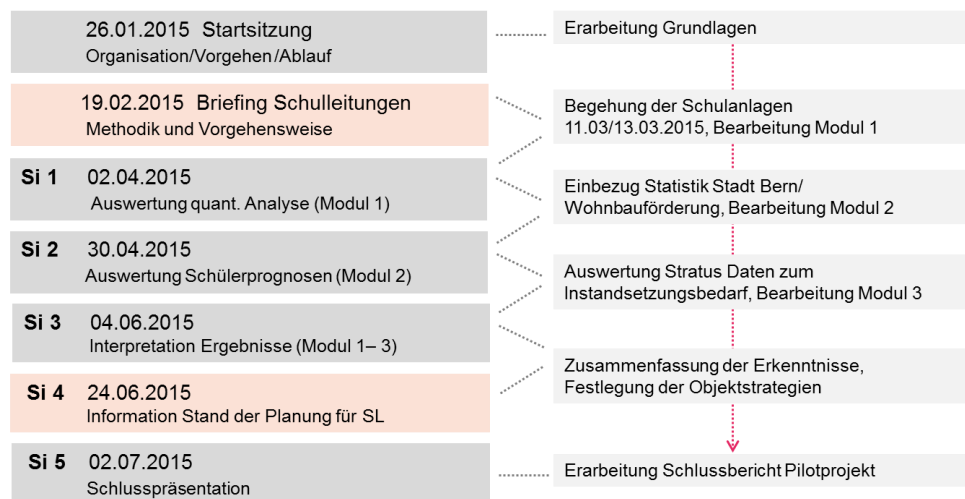 26.01.2015 Startsitzung
Organisation/Vorgehen/Ablauf
19.02.2015 Briefing Schulleitungen
Methodik und Vorgehensweise
Si 1 02.04.2015
Auswertung quant. Analyse (Modul 1)
Si 2 30.04.2015
Auswertung Schülerprognosen (Modul 2)
Si 3 04.06.2015
Interpretation Ergebnisse (Modul 1– 3)
Si 4 24.06.2015
Information Stand der Planung für SL
Si 5 02.07.2015
Schlusspräsentation
Erarbeitung Grundlagen
Begehung der Schulanlagen
11.03/13.03.2015, Bearbeitung Modul 1
Einbezug Statistik Stadt Bern/
Wohnbauförderung, Bearbeitung Modul 2
Auswertung Stratus Daten zum
Instandsetzungsbedarf, Bearbeitung Modul 3
Zusammenfassung der Erkenntnisse,
Festlegung der Objektstrategien
Erarbeitung Schlussbericht Pilotprojekt